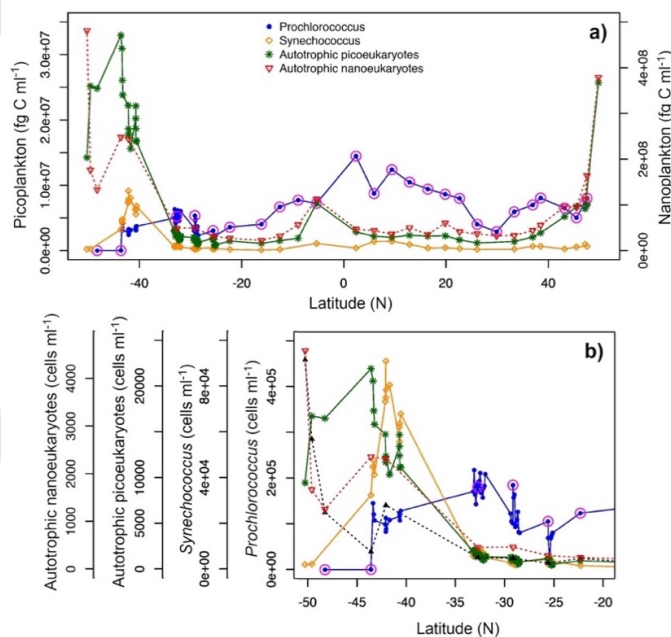 a)
Prochlorococcus
Synechococcus
Autotrophic picoeukaryotes
Autotrophic nanoeukaryotes
Picoplankton (fg C ml⁻¹)
0.0e+00 1.0e+07 2.0e+07 3.0e+07
Nanoplankton (fg C ml⁻¹)
0e+00 2e+08 4e+08
-40 -20 0 20 40
Latitude (N)
b)
Autotrophic nanoeukaryotes (cells ml⁻¹)
0 1000 2000 3000 4000
Autotrophic picoeukaryotes (cells ml⁻¹)
0 5000 10000 20000
Synechococcus (cells ml⁻¹)
0e+00 4e+04 8e+04
Prochlorococcus (cells ml⁻¹)
0e+00 2e+05 4e+05
-50 -45 -40 -35 -30 -25 -20
Latitude (N)